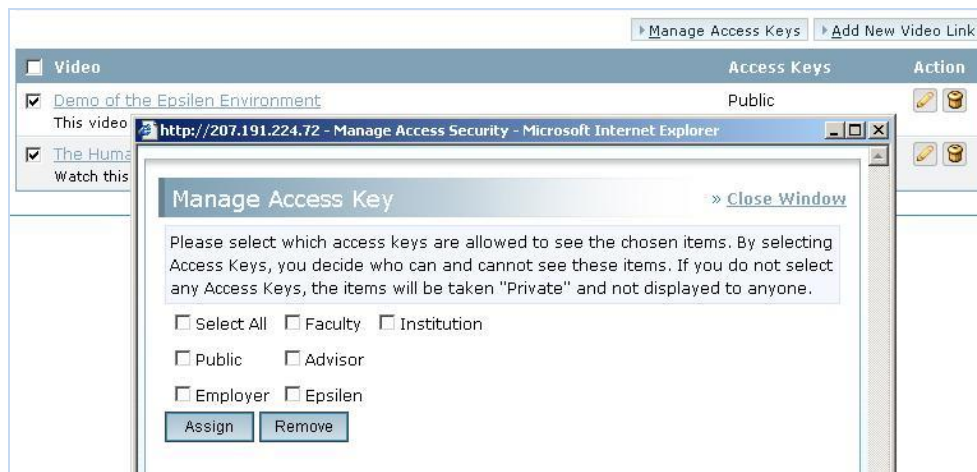 Manage Access Keys Add New Video Link
Video Access Keys Action
Demo of the Epsilen Environment Public
This video
http://207.191.224.72 - Manage Access Security - Microsoft Internet Explorer
The Huma
Watch this
Manage Access Key » Close Window
Please select which access keys are allowed to see the chosen items. By selecting
Access Keys, you decide who can and cannot see these items. If you do not select
any Access Keys, the items will be taken "Private" and not displayed to anyone.
Select All Faculty Institution
Public Advisor
Employer Epsilen
Assign Remove